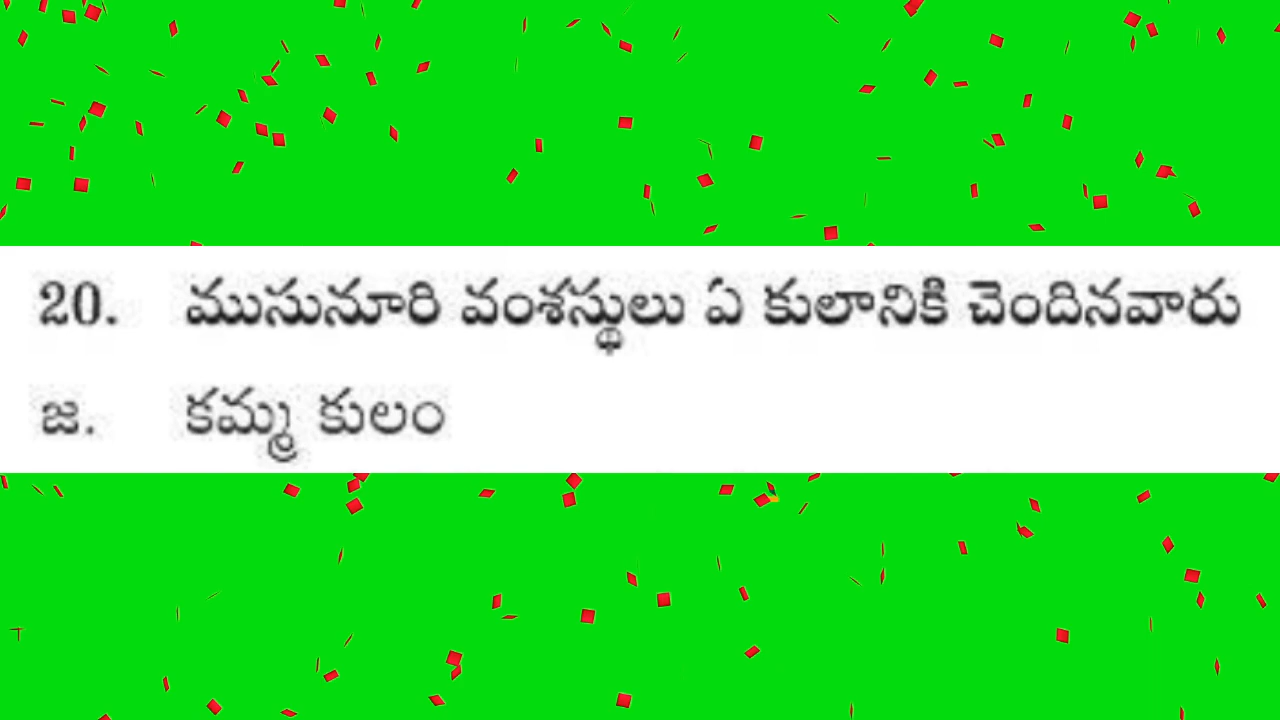 20. ముసునూరి వంశస్థులు ఏ కులానికి చెందినవారు
జ. కమ్మ కులం